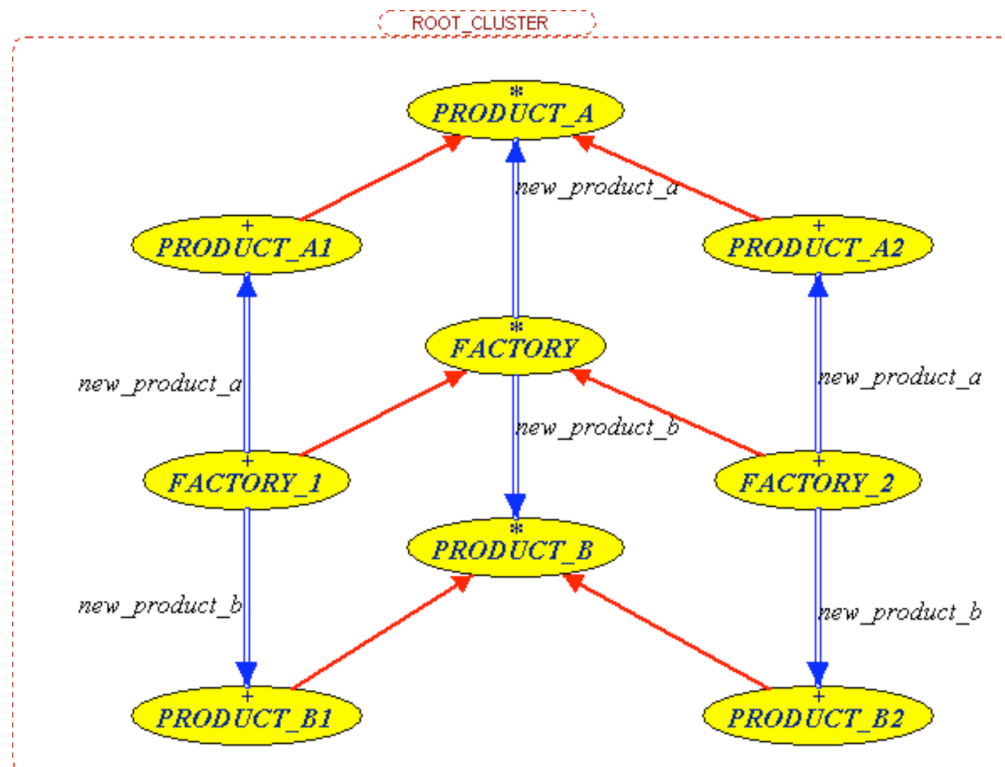 ROOT_CLUSTER
*
PRODUCT_A
new_product_a
+
PRODUCT_A1
+
PRODUCT_A2
*
FACTORY
new_product_a
new_product_a
new_product_b
+
FACTORY_1
+
FACTORY_2
*
PRODUCT_B
new_product_b
new_product_b
+
PRODUCT_B1
+
PRODUCT_B2